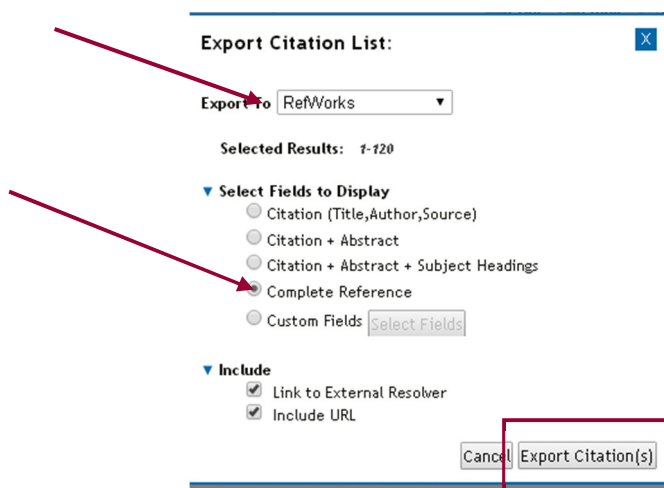 Export Citation List:
X
Export To RefWorks
Selected Results: 1-120
Select Fields to Display
Citation (Title,Author,Source)
Citation + Abstract
Citation + Abstract + Subject Headings
Complete Reference
Custom Fields Select Fields
Include
Link to External Resolver
Include URL
Cancel Export Citation(s)